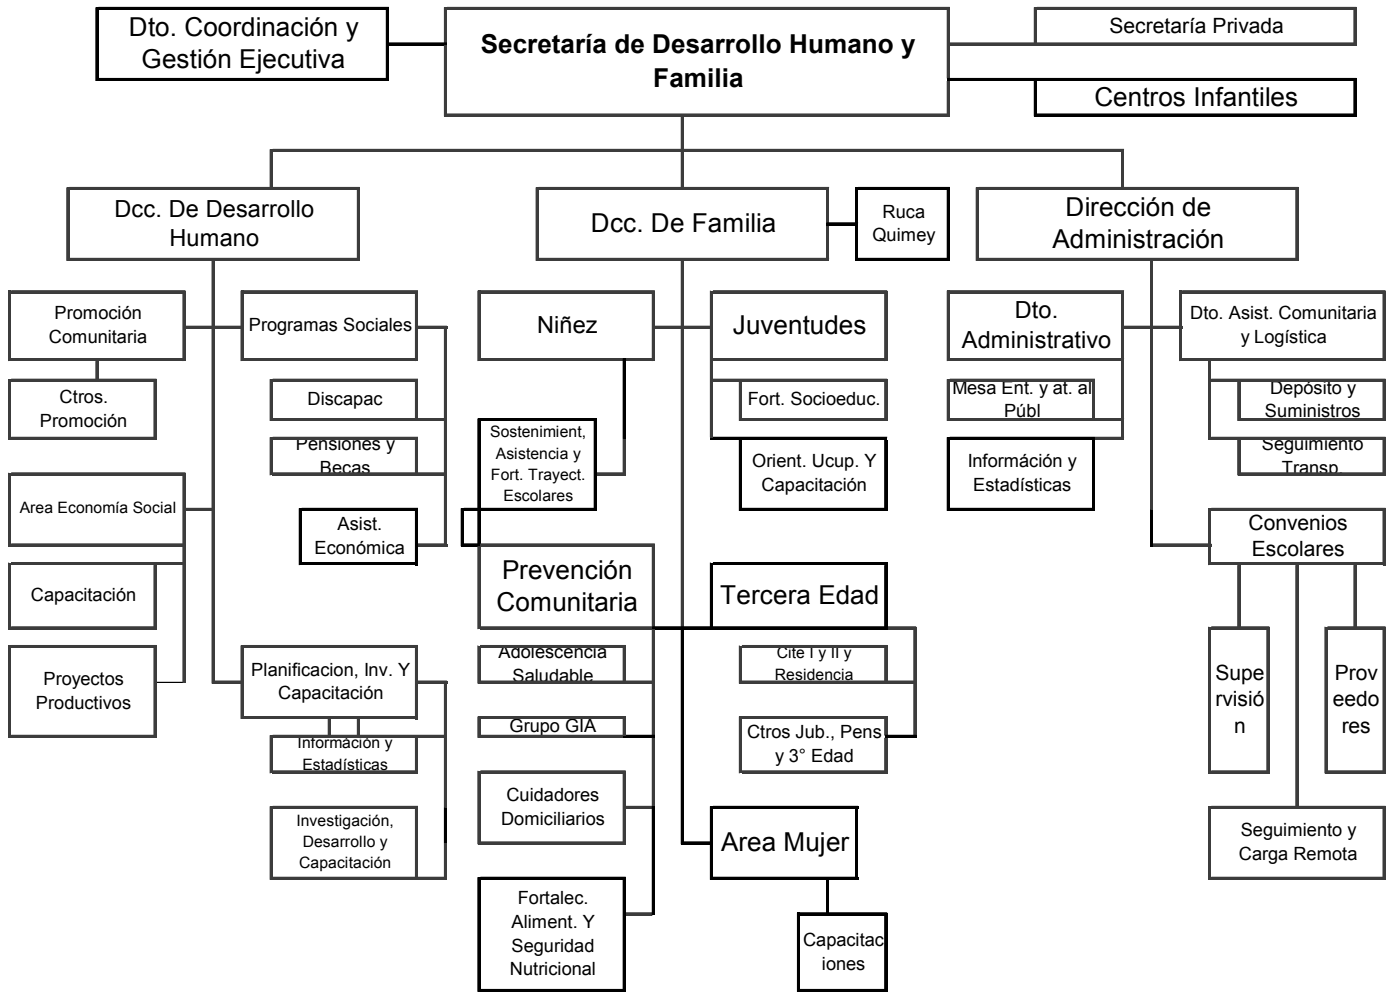 Dto. Coordinación y
Gestión Ejecutiva
Secretaría de Desarrollo Humano y
Familia
Secretaría Privada
Centros Infantiles
Dcc. De Desarrollo
Humano
Dcc. De Familia
Ruca
Quimey
Dirección de
Administración
Promoción
Comunitaria
Programas Sociales
Niñez
Juventudes
Dto.
Administrativo
Dto. Asist. Comunitaria
y Logística
Ctros.
Promoción
Discapac
Pensiones y
Becas
Asist.
Económica
Sostenimient,
Asistencia y
Fort. Trayect.
Escolares
Fort. Socioeduc.
Orient. Ucup. Y
Capacitación
Mesa Ent. y at. al
Públ
Információn y
Estadísticas
Depósito y
Suministros
Seguimiento
Transp.
Area Economía Social
Capacitación
Proyectos
Productivos
Planificacion, Inv. Y
Capacitación
Információn y
Estadísticas
Investigación,
Desarrollo y
Capacitación
Prevención
Comunitaria
Adolescencia
Saludable
Grupo GIA
Cuidadores
Domiciliarios
Fortalec.
Aliment. Y
Seguridad
Nutricional
Tercera Edad
Cite I y II y
Residencia
Ctros Jub., Pens
y 3° Edad
Area Mujer
Capacitac
iones
Convenios
Escolares
Supe
rvisió
n
Prov
eedo
res
Seguimiento y
Carga Remota